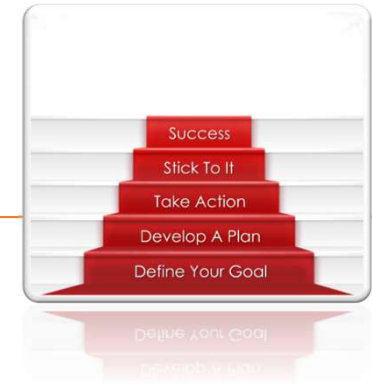 Success
Stick To It
Take Action
Develop A Plan
Define Your Goal